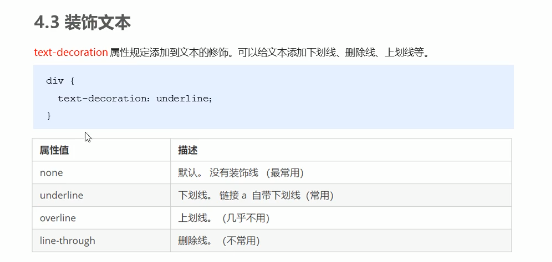 4.3 装饰文本
text-decoration 属性规定添加到文本的修饰。可以给文本添加下划线、删除线、上划线等。
div {
text-decoration: underline;
}
属性值 描述
none 默认。没有装饰线（最常用）
underline 下划线。链接 a 自带下划线（常用）
overline 上划线。（几乎不用）
line-through 删除线。（不常用）